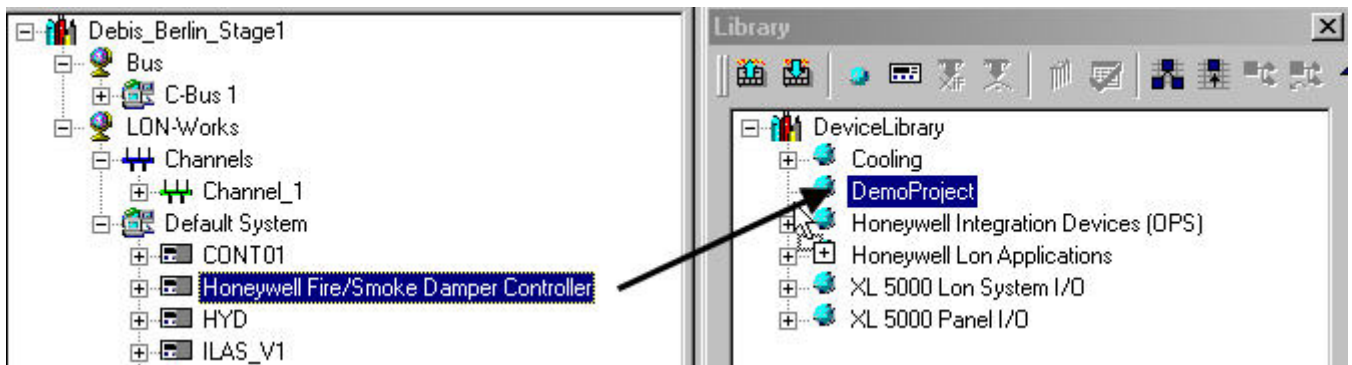 Debis_Berlin_Stage1
Bus
C-Bus 1
LON-Works
Channels
Channel_1
Default System
CONT01
Honeywell Fire/Smoke Damper Controller
HYD
ILAS_V1
Library
XIF
DeviceLibrary
Cooling
DemoProject
Honeywell Integration Devices (OPS)
Honeywell Lon Applications
XL 5000 Lon System I/O
XL 5000 Panel I/O